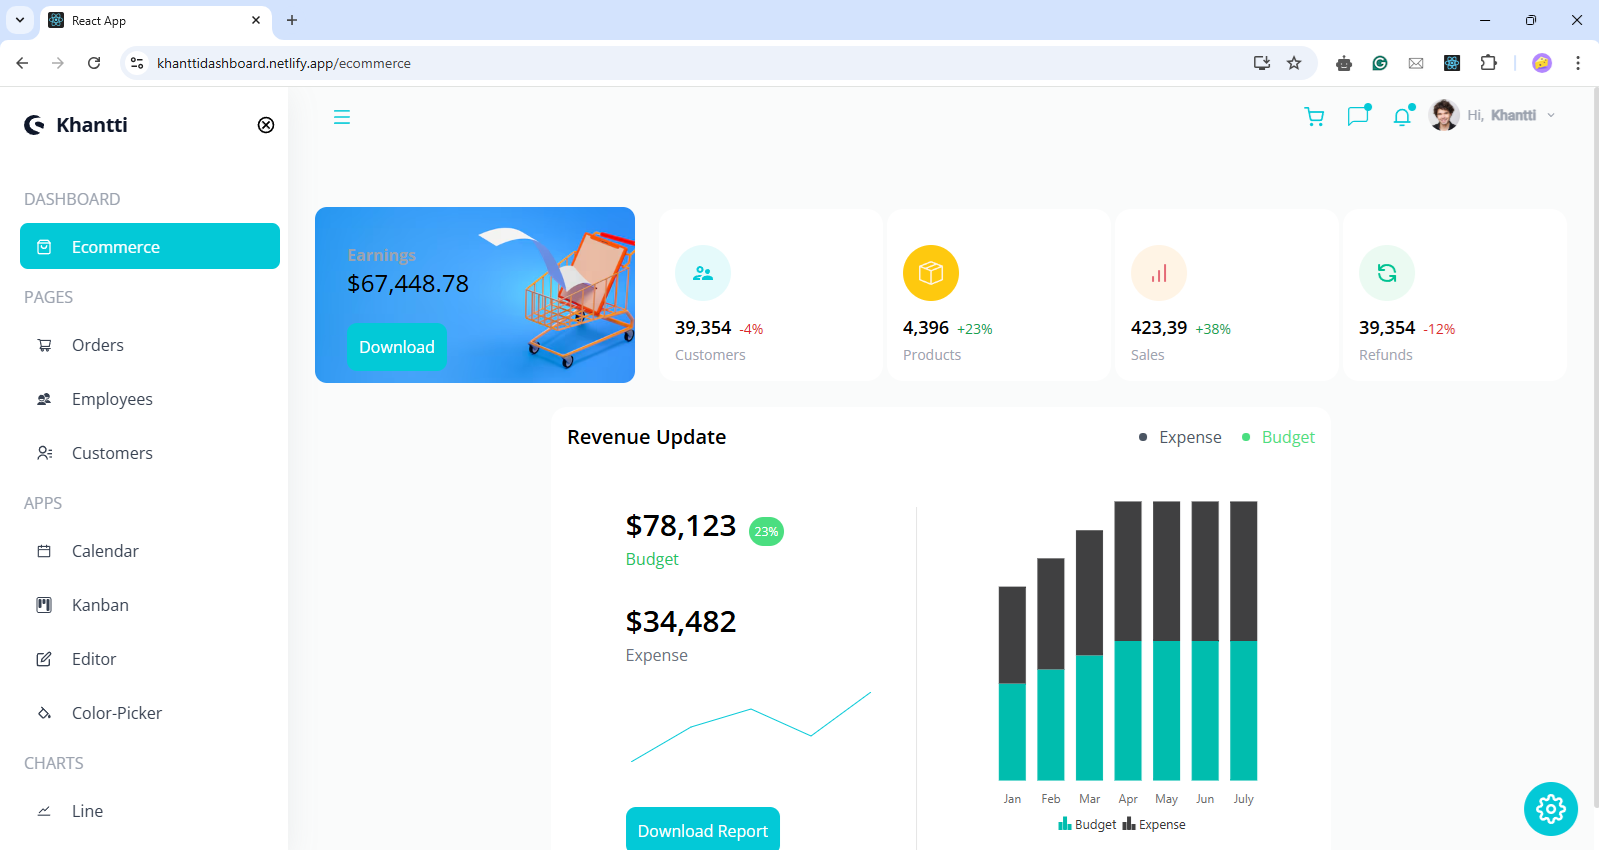 React App
khanttidashboard.netlify.app/ecommerce
Khantti
Hi, Khantti
DASHBOARD
Ecommerce
PAGES
Orders
Employees
Customers
APPS
Calendar
Kanban
Editor
Color-Picker
CHARTS
Line
Earnings
$67,448.78
Download
39,354 -4%
Customers
4,396 +23%
Products
423,39 +38%
Sales
39,354 -12%
Refunds
Revenue Update
Expense Budget
$78,123 23%
Budget
$34,482
Expense
Download Report
Jan Feb Mar Apr May Jun July
Budget Expense